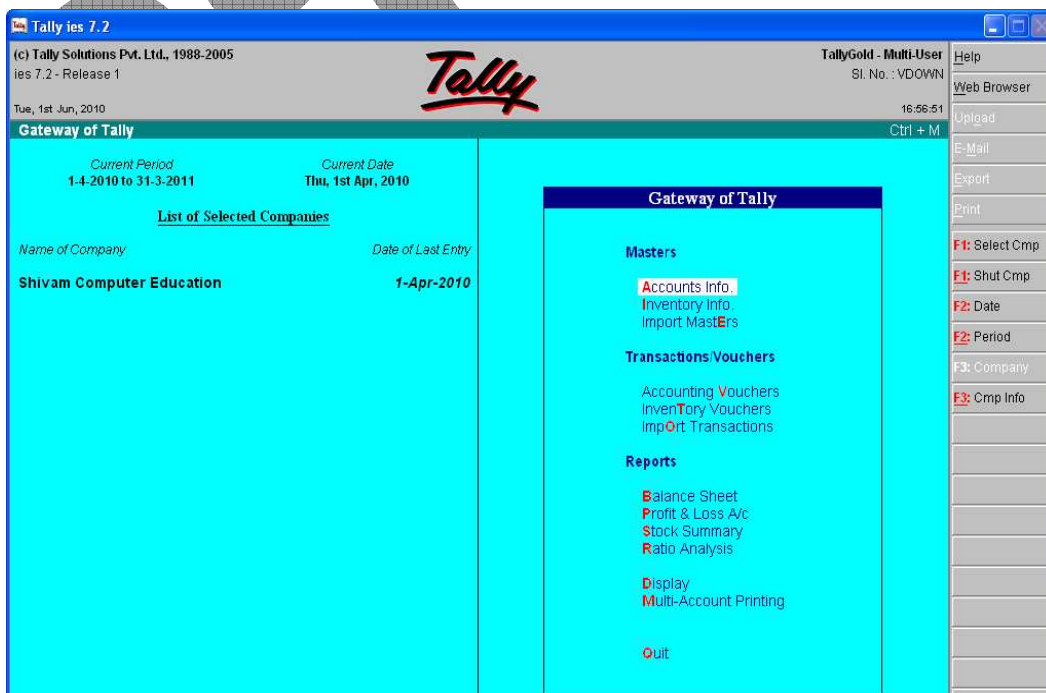 Tally ies 7.2
(c) Tally Solutions Pvt. Ltd., 1988-2005
ies 7.2 - Release 1
Tue, 1st Jun, 2010
Tally
TallyGold - Multi-User
Sl. No. : VDOWN
16:56:51
Gateway of Tally
Ctrl + M
Current Period
1-4-2010 to 31-3-2011
Current Date
Thu, 1st Apr, 2010
List of Selected Companies
Name of Company
Date of Last Entry
Shivam Computer Education
1-Apr-2010
Gateway of Tally
Masters
Accounts Info.
Inventory Info.
Import MastErs
Transactions/Vouchers
Accounting Vouchers
InvenTory Vouchers
ImpOrt Transactions
Reports
Balance Sheet
Profit & Loss A/c
Stock Summary
Ratio Analysis
Display
Multi-Account Printing
Quit
Help
Web Browser
Upload
E-Mail
Export
Print
F1: Select Cmp
F1: Shut Cmp
F2: Date
F2: Period
F3: Company
F3: Cmp Info